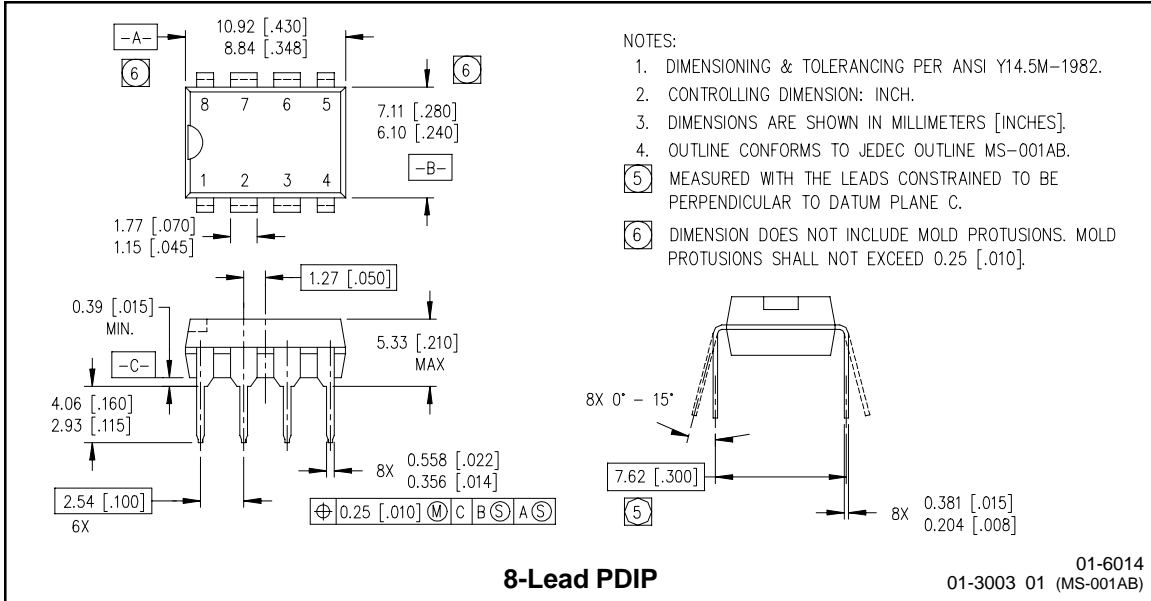 -A-
10.92 [.430]
8.84 [.348]
6
6
8 7 6 5
1 2 3 4
7.11 [.280]
6.10 [.240]
-B-
1.77 [.070]
1.15 [.045]
1.27 [.050]
0.39 [.015]
MIN.
-C-
5.33 [.210]
MAX
4.06 [.160]
2.93 [.115]
8X 0.558 [.022]
0.356 [.014]
2.54 [.100]
6X
⌖ 0.25 [.010] Ⓜ C B Ⓢ A Ⓢ
NOTES:
1. DIMENSIONING & TOLERANCING PER ANSI Y14.5M-1982.
2. CONTROLLING DIMENSION: INCH.
3. DIMENSIONS ARE SHOWN IN MILLIMETERS [INCHES].
4. OUTLINE CONFORMS TO JEDEC OUTLINE MS-001AB.
5 MEASURED WITH THE LEADS CONSTRAINED TO BE
PERPENDICULAR TO DATUM PLANE C.
6 DIMENSION DOES NOT INCLUDE MOLD PROTUSIONS. MOLD
PROTUSIONS SHALL NOT EXCEED 0.25 [.010].
8X 0° - 15°
7.62 [.300]
5
8X 0.381 [.015]
0.204 [.008]
8-Lead PDIP
01-6014
01-3003 01 (MS-001AB)